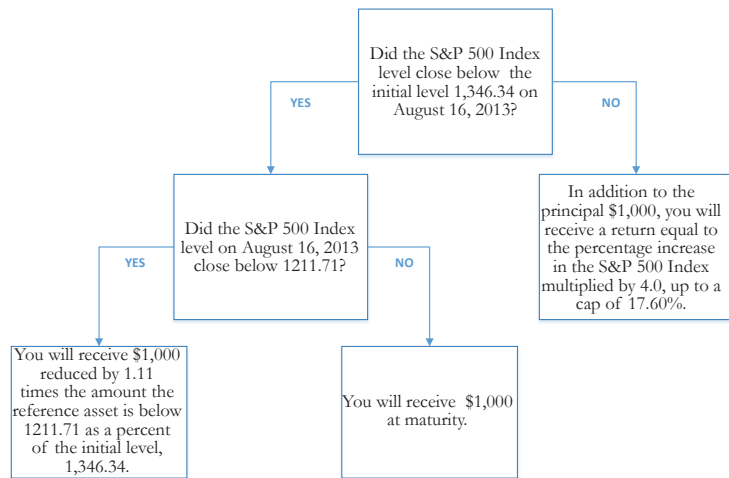 Did the S&P 500 Index
level close below the
initial level 1,346.34 on
August 16, 2013?
YES
NO
Did the S&P 500 Index
level on August 16, 2013
close below 1211.71?
In addition to the
principal $1,000, you will
receive a return equal to
the percentage increase
in the S&P 500 Index
multiplied by 4.0, up to a
cap of 17.60%.
YES
NO
You will receive $1,000
reduced by 1.11
times the amount the
reference asset is below
1211.71 as a percent
of the initial level,
1,346.34.
You will receive $1,000
at maturity.